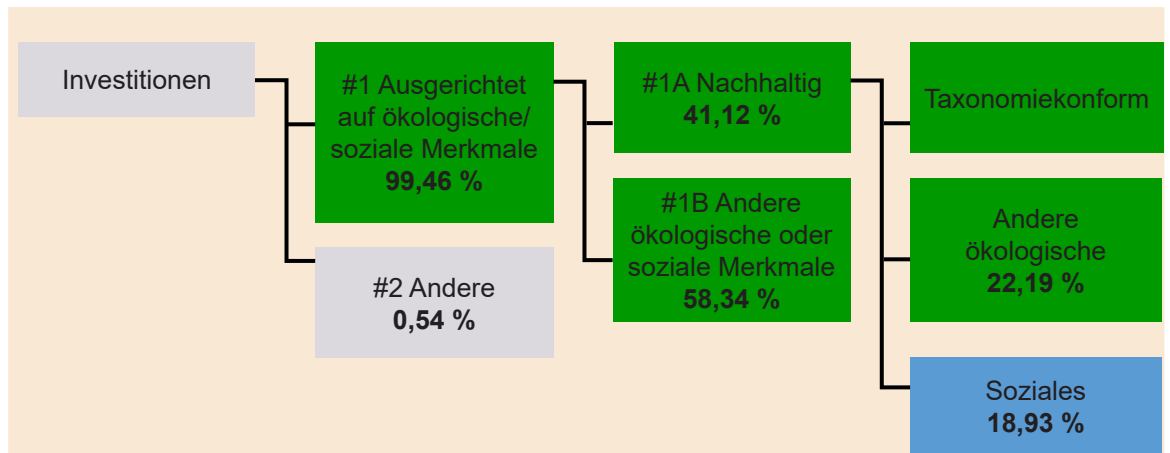 Investitionen
#1 Ausgerichtet
auf ökologische/
soziale Merkmale
99,46 %
#2 Andere
0,54 %
#1A Nachhaltig
41,12 %
#1B Andere
ökologische oder
soziale Merkmale
58,34 %
Taxonomiekonform
Andere
ökologische
22,19 %
Soziales
18,93 %